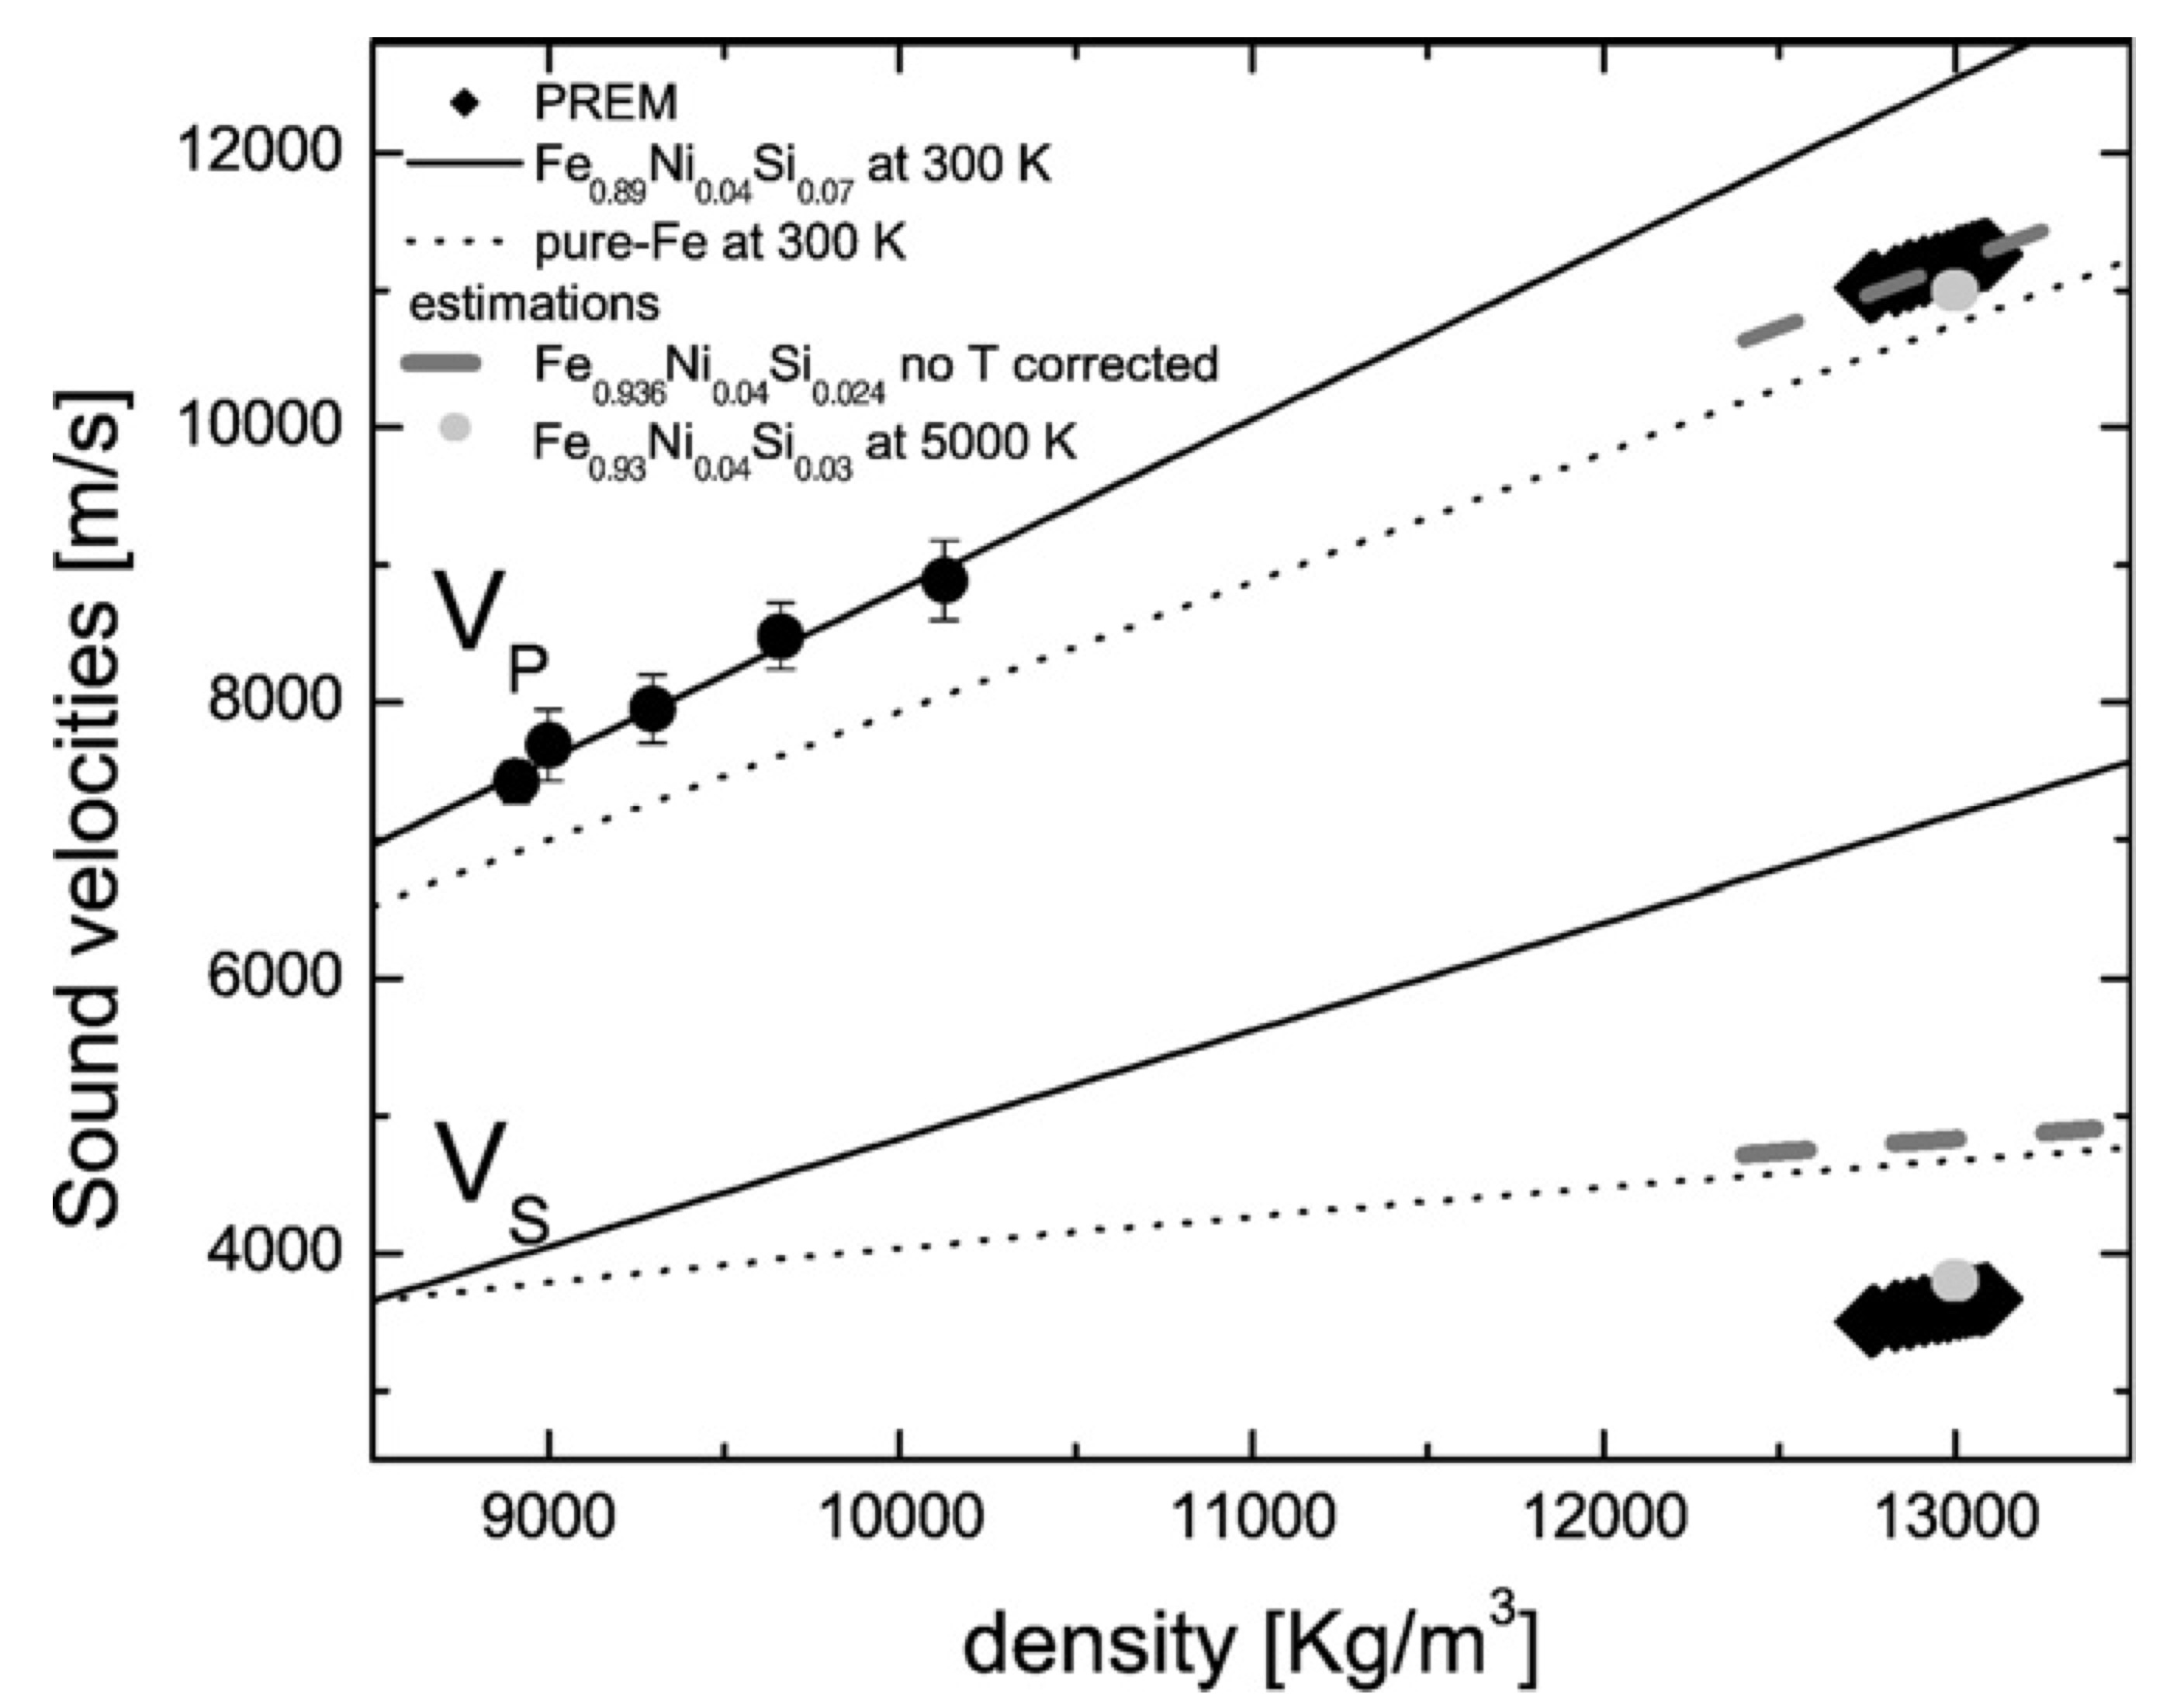 PREM
Fe0.89Ni0.04Si0.07 at 300 K
pure-Fe at 300 K
estimations
Fe0.936Ni0.04Si0.024 no T corrected
Fe0.93Ni0.04Si0.03 at 5000 K
12000
10000
8000
6000
4000
Sound velocities [m/s]
VP
VS
9000 10000 11000 12000 13000
density [Kg/m3]